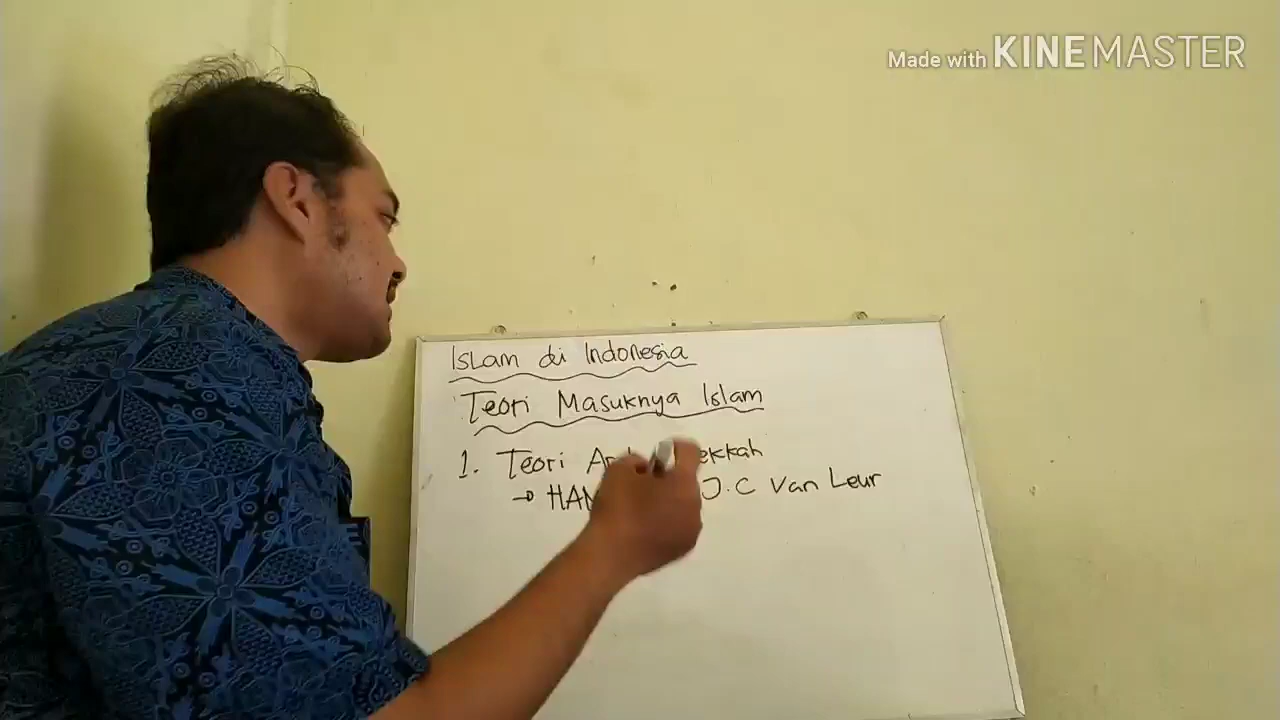 Made with KINEMASTER
Islam di Indonesia
Teori Masuknya Islam
1. Teori
→ J.C Van Leur